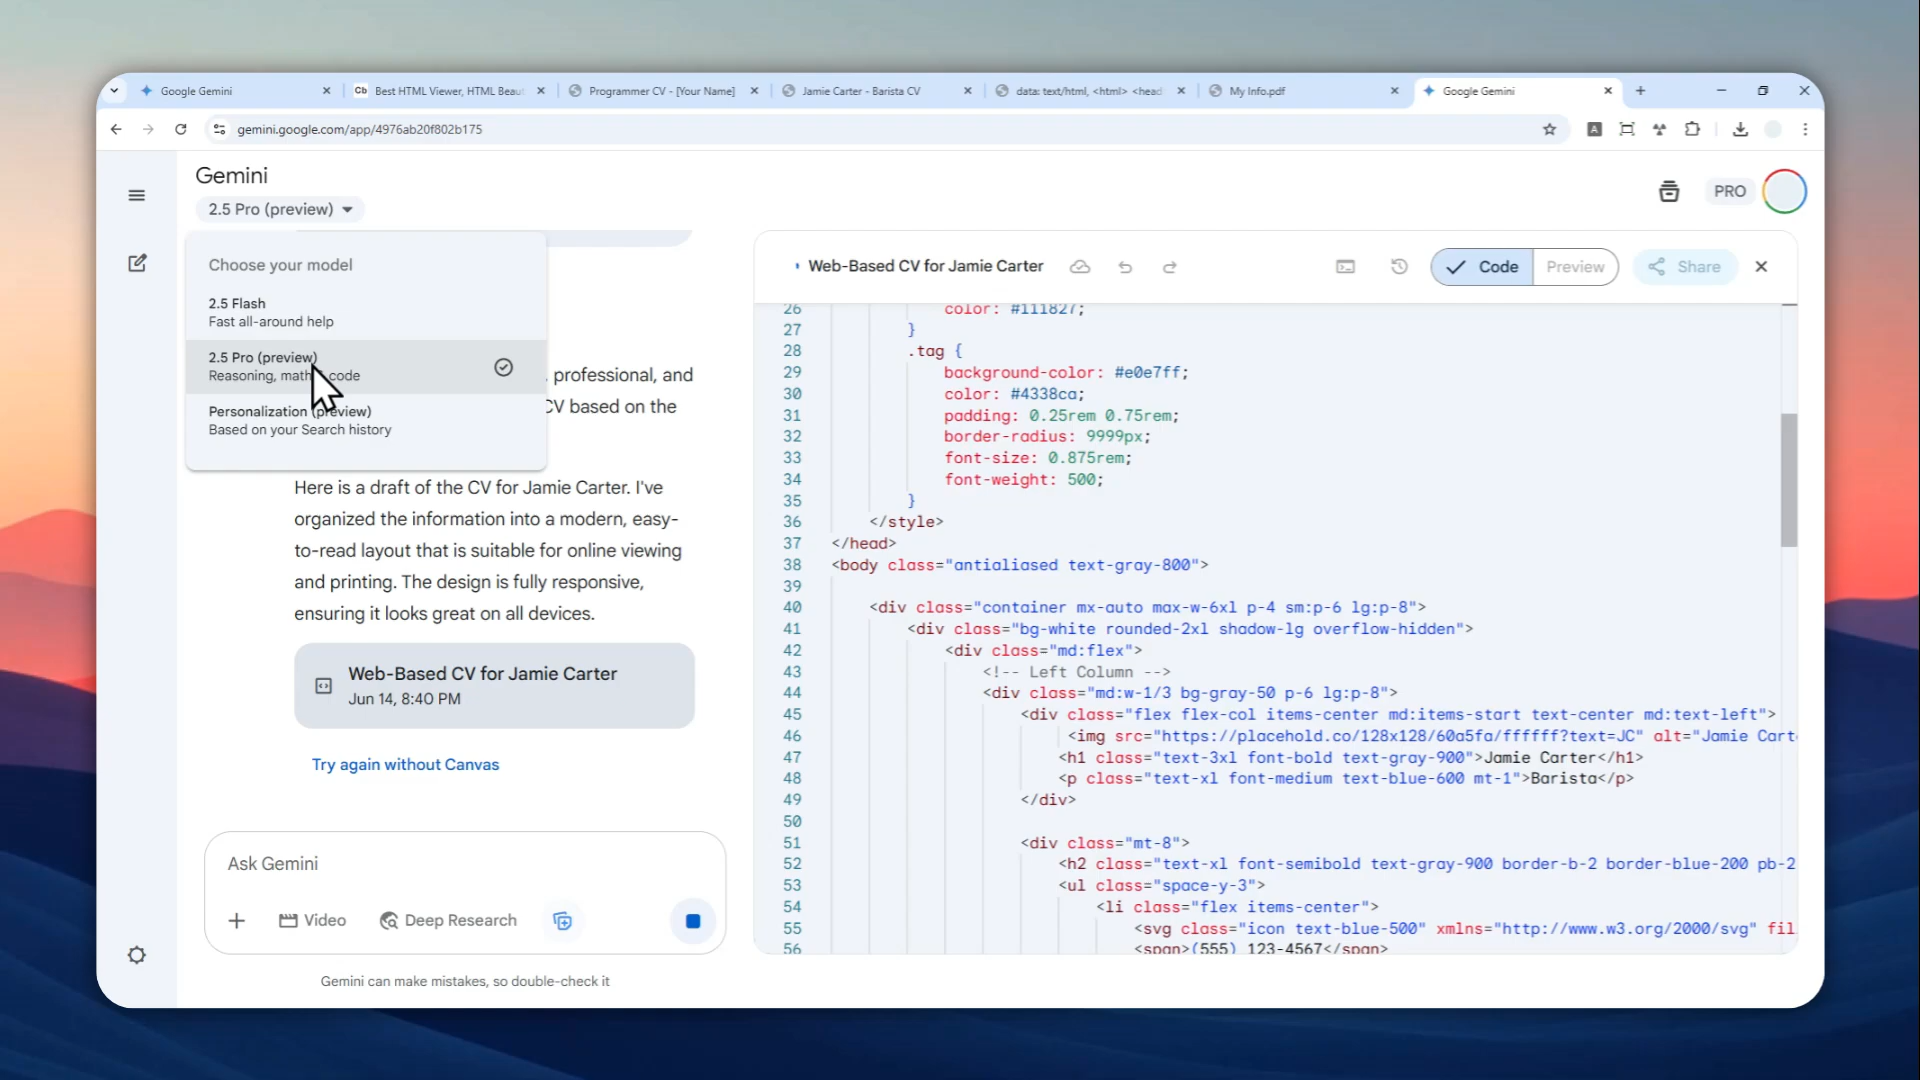 Google Gemini
Cb Best HTML Viewer, HTML Beau
Programmer CV - [Your Name]
Jamie Carter - Barista CV
data: text/html, <html> <head
My Info.pdf
Google Gemini
gemini.google.com/app/4976ab20f802b175
A
Gemini
2.5 Pro (preview)
PRO
Choose your model
2.5 Flash
Fast all-around help
2.5 Pro (preview)
Reasoning, math code
Personalization (preview)
Based on your Search history
professional, and
CV based on the
Here is a draft of the CV for Jamie Carter. I've
organized the information into a modern, easy-
to-read layout that is suitable for online viewing
and printing. The design is fully responsive,
ensuring it looks great on all devices.
Web-Based CV for Jamie Carter
Jun 14, 8:40 PM
Try again without Canvas
Ask Gemini
Video
Deep Research
Gemini can make mistakes, so double-check it
Web-Based CV for Jamie Carter
Code
Preview
Share
26 color: #111827;
27 }
28 .tag {
29 background-color: #e0e7ff;
30 color: #4338ca;
31 padding: 0.25rem 0.75rem;
32 border-radius: 9999px;
33 font-size: 0.875rem;
34 font-weight: 500;
35 }
36 </style>
37 </head>
38 <body class="antialiased text-gray-800">
39
40 <div class="container mx-auto max-w-6xl p-4 sm:p-6 lg:p-8">
41 <div class="bg-white rounded-2xl shadow-lg overflow-hidden">
42 <div class="md:flex">
43 <!-- Left Column -->
44 <div class="md:w-1/3 bg-gray-50 p-6 lg:p-8">
45 <div class="flex flex-col items-center md:items-start text-center md:text-left">
46 <img src="https://placehold.co/128x128/60a5fa/ffffff?text=JC" alt="Jamie Cart
47 <h1 class="text-3xl font-bold text-gray-900">Jamie Carter</h1>
48 <p class="text-xl font-medium text-blue-600 mt-1">Barista</p>
49 </div>
50
51 <div class="mt-8">
52 <h2 class="text-xl font-semibold text-gray-900 border-b-2 border-blue-200 pb-2
53 <ul class="space-y-3">
54 <li class="flex items-center">
55 <svg class="icon text-blue-500" xmlns="http://www.w3.org/2000/svg" fil
56 <span>(555) 123-4567</span>